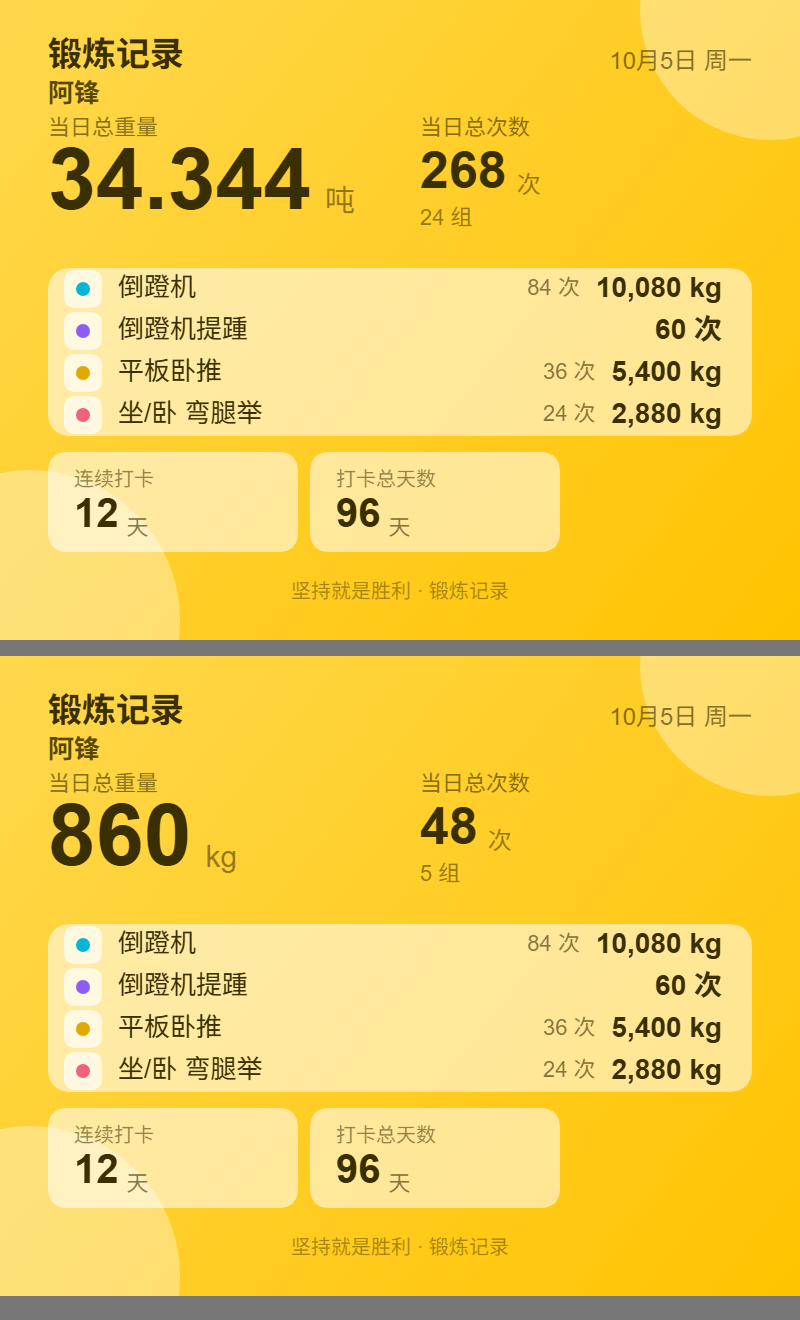 锻炼记录
10月5日 周一
阿锋
当日总重量
当日总次数
34.344 吨
268 次
24 组
倒蹬机 84 次 10,080 kg
倒蹬机提踵 60 次
平板卧推 36 次 5,400 kg
坐/卧 弯腿举 24 次 2,880 kg
连续打卡
12 天
打卡总天数
96 天
坚持就是胜利 · 锻炼记录
锻炼记录
10月5日 周一
阿锋
当日总重量
当日总次数
860 kg
48 次
5 组
倒蹬机 84 次 10,080 kg
倒蹬机提踵 60 次
平板卧推 36 次 5,400 kg
坐/卧 弯腿举 24 次 2,880 kg
连续打卡
12 天
打卡总天数
96 天
坚持就是胜利 · 锻炼记录